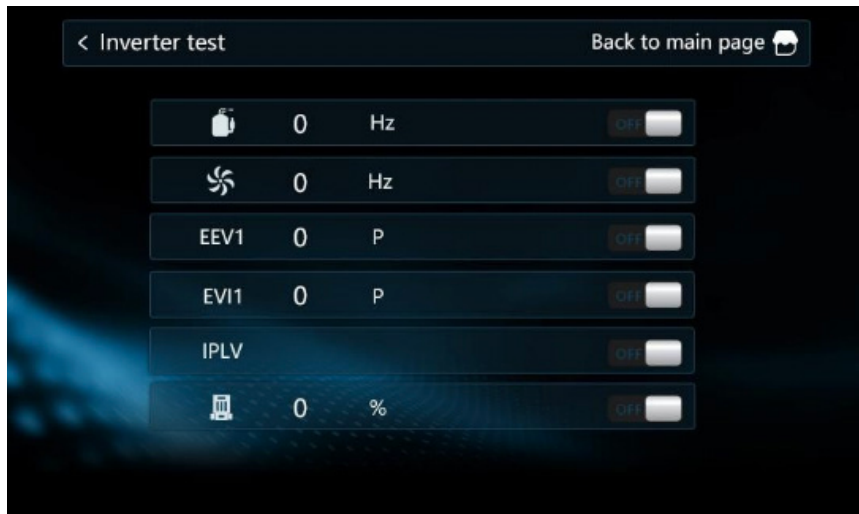 < Inverter test Back to main page
0 Hz OFF
0 Hz OFF
EEV1 0 P OFF
EVI1 0 P OFF
IPLV OFF
0 % OFF